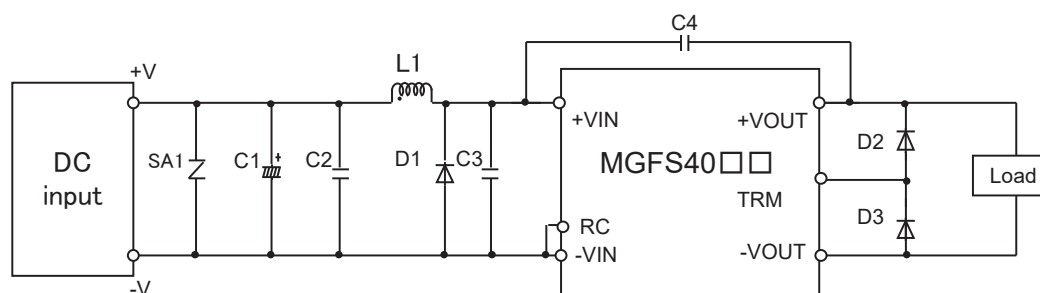 C4
L1
+V
+VIN
+VOUT
D2
DC
input
SA1
C1
+
C2
D1
C3
MGFS40□□
Load
TRM
D3
RC
-VIN
-VOUT
-V